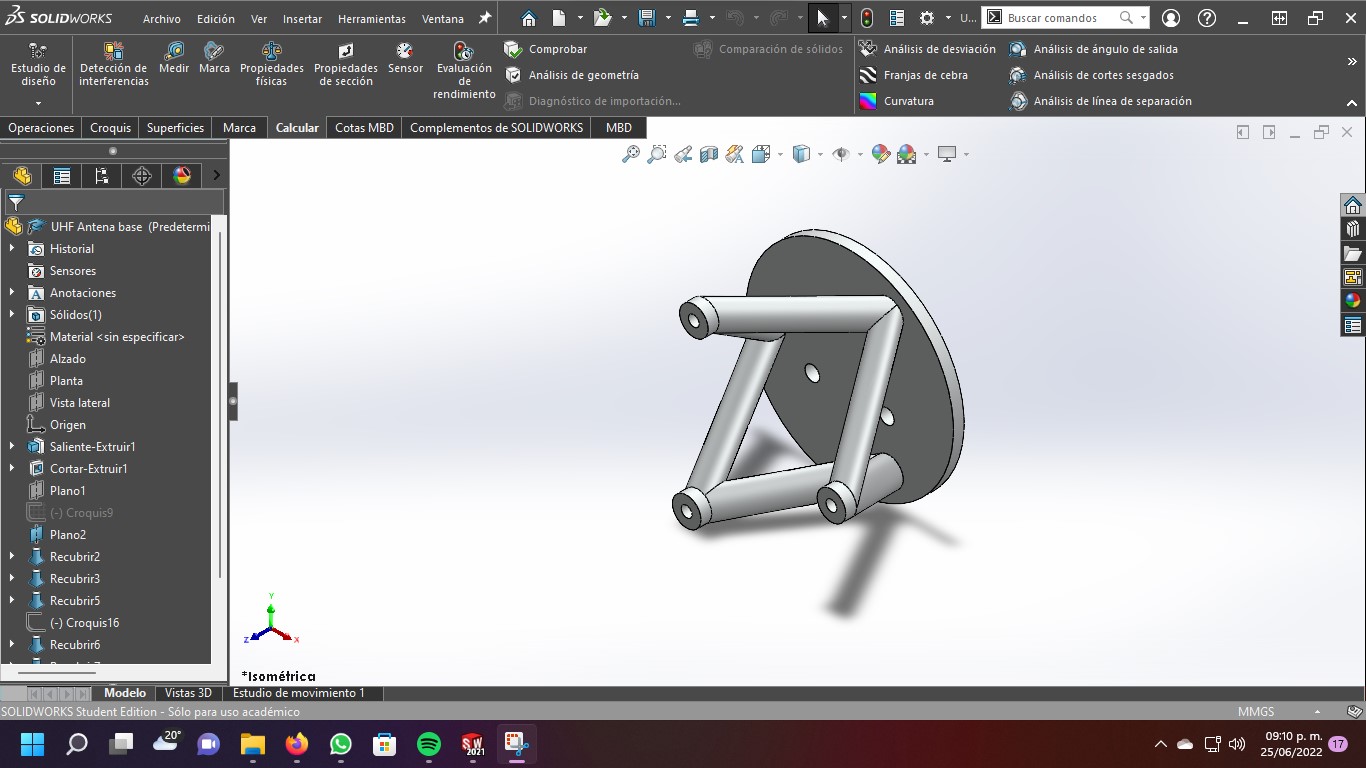 SOLIDWORKS Archivo Edición Ver Insertar Herramientas Ventana U... Buscar comandos
Estudio de diseño
Detección de interferencias
Medir
Marca
Propiedades físicas
Propiedades de sección
Sensor
Evaluación de rendimiento
Comprobar
Análisis de geometría
Diagnóstico de importación...
Comparación de sólidos
Análisis de desviación
Franjas de cebra
Curvatura
Análisis de ángulo de salida
Análisis de cortes sesgados
Análisis de línea de separación
Operaciones Croquis Superficies Marca Calcular Cotas MBD Complementos de SOLIDWORKS MBD
UHF Antena base (Predetermi
Historial
Sensores
Anotaciones
Sólidos(1)
Material <sin especificar>
Alzado
Planta
Vista lateral
Origen
Saliente-Extruir1
Cortar-Extruir1
Plano1
(-) Croquis9
Plano2
Recubrir2
Recubrir3
Recubrir5
(-) Croquis16
Recubrir6
Y
Z X
*Isométrica
Modelo Vistas 3D Estudio de movimiento 1
SOLIDWORKS Student Edition - Sólo para uso académico MMGS
20° SW 2021 09:10 p. m.
25/06/2022 17